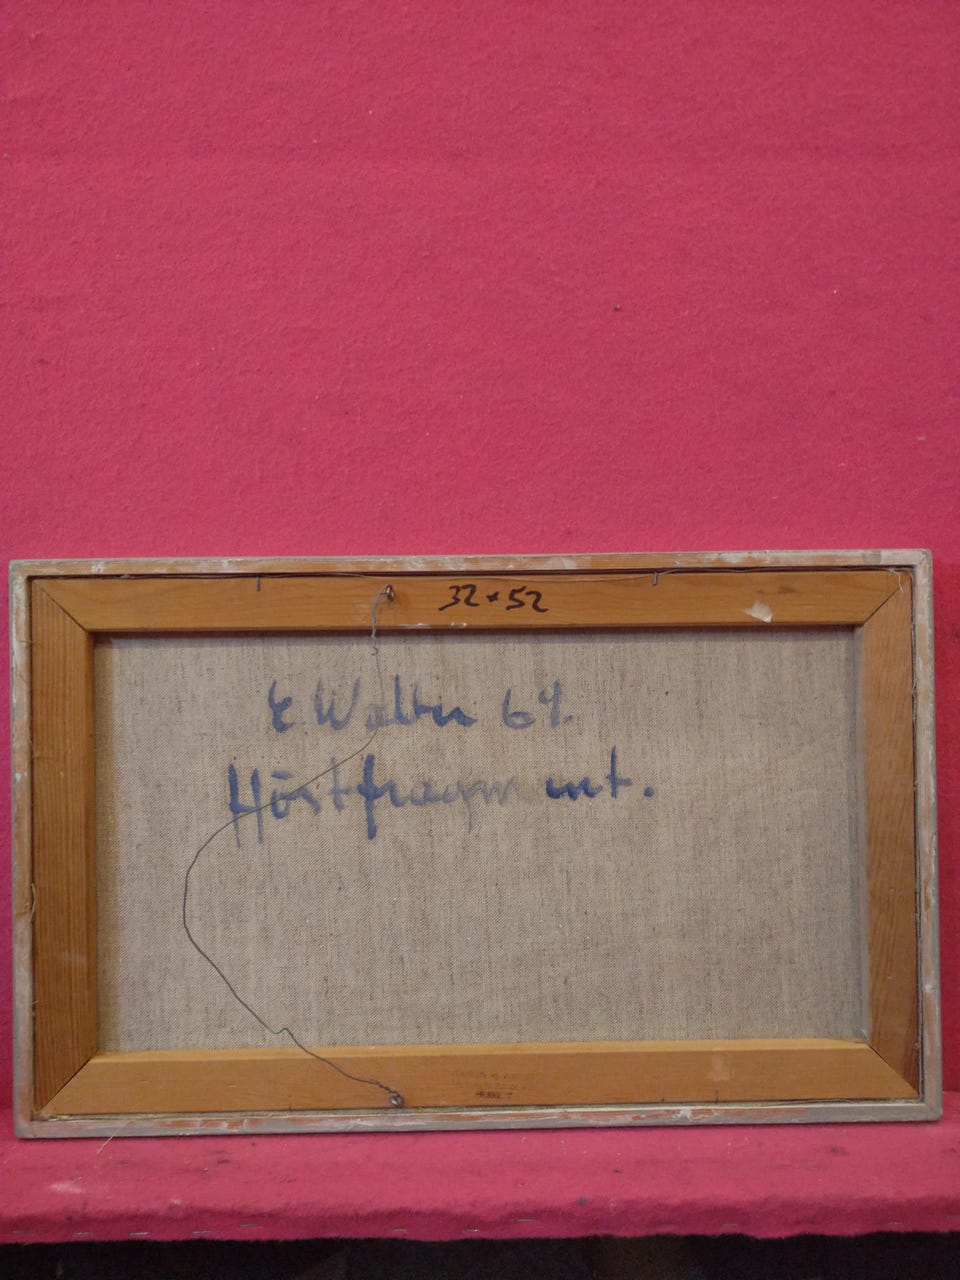 32 × 52
E Walter 64.
Höstfragment.